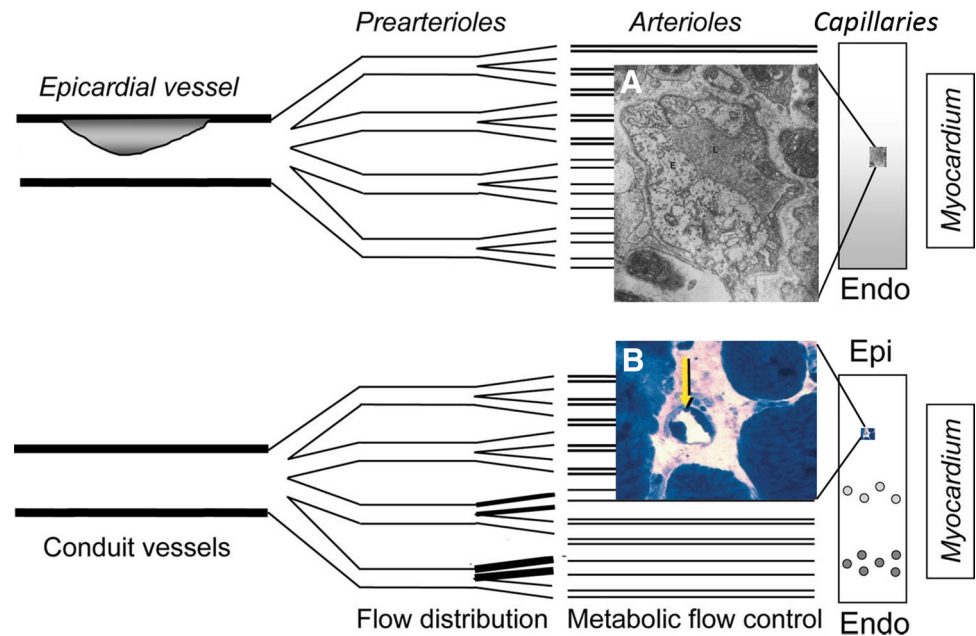 Prearterioles
Arterioles
Capillaries
Epicardial vessel
A
L
E
Myocardium
Endo
B
Epi
Myocardium
Conduit vessels
Flow distribution
Metabolic flow control
Endo